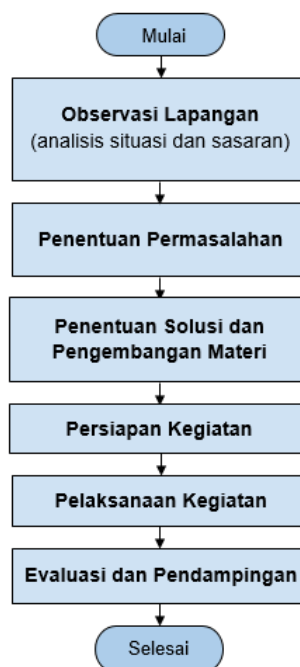 Mulai
Observasi Lapangan
(analisis situasi dan sasaran)
Penentuan Permasalahan
Penentuan Solusi dan
Pengembangan Materi
Persiapan Kegiatan
Pelaksanaan Kegiatan
Evaluasi dan Pendampingan
Selesai